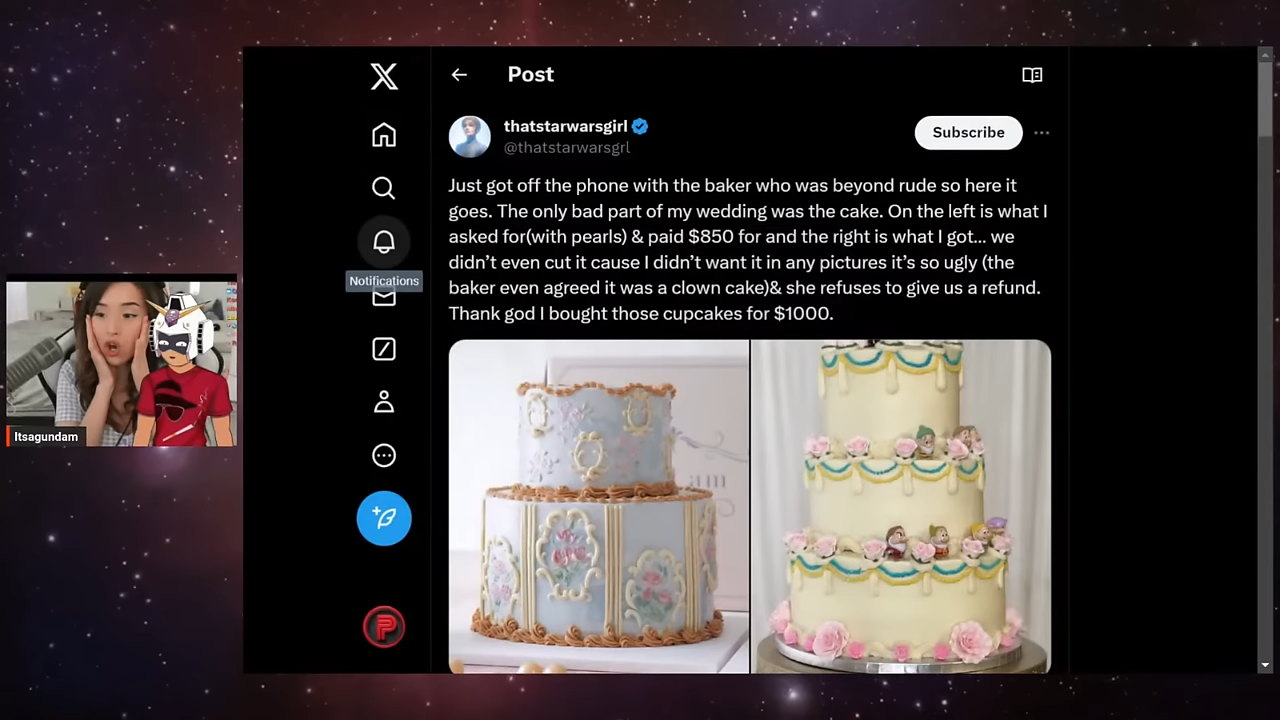 Post
thatstarwarsgirl
@thatstarwarsgrl
Subscribe
Just got off the phone with the baker who was beyond rude so here it
goes. The only bad part of my wedding was the cake. On the left is what I
asked for(with pearls) & paid $850 for and the right is what I got... we
didn’t even cut it cause I didn’t want it in any pictures it’s so ugly (the
baker even agreed it was a clown cake)& she refuses to give us a refund.
Thank god I bought those cupcakes for $1000.
Notifications
Itsagundam
am